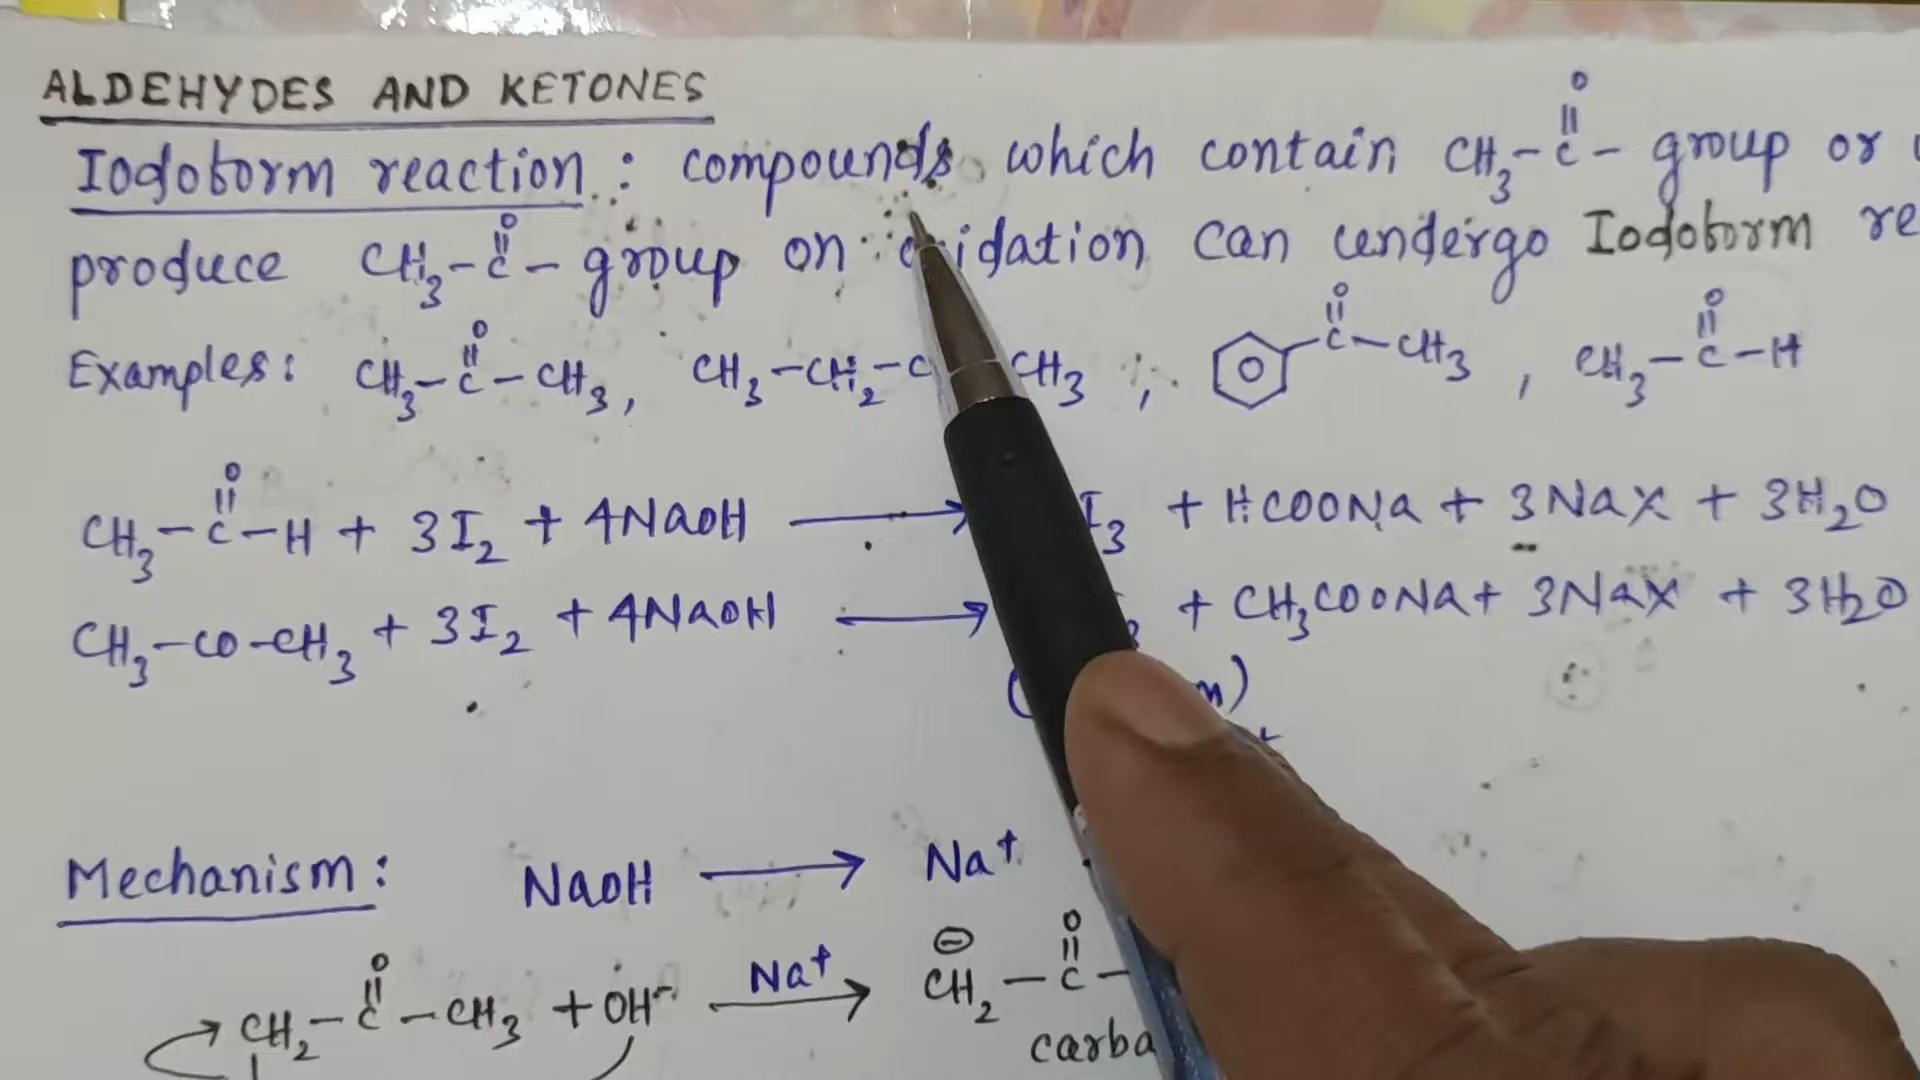 ALDEHYDES AND KETONES
Iodoform reaction : compounds which contain CH₃-C(=O)- group or
produce CH₃-C(=O)- group on oxidation can undergo Iodoform re
Examples: CH₃-C(=O)-CH₃, CH₃-CH₂-C CH₃, C(=O)-CH₃, CH₃-C(=O)-H
CH₃-C(=O)-H + 3I₂ + 4NaOH → I₃ + HCOONa + 3NaX + 3H₂O
CH₃-CO-CH₃ + 3I₂ + 4NaOH → ₃ + CH₃COONa + 3NaX + 3H₂O
Mechanism: NaOH → Na⁺
CH₂-C(=O)-CH₃ + OH⁻ Na⁺→ ⊖CH₂-C(=O)-
carba